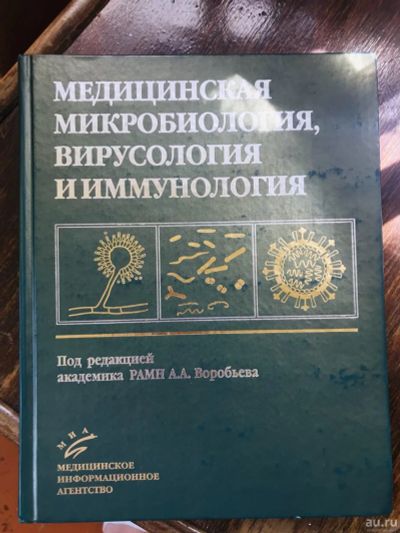 МЕДИЦИНСКАЯ
МИКРОБИОЛОГИЯ,
ВИРУСОЛОГИЯ
И ИММУНОЛОГИЯ
Под редакцией
академика РАМН А.А. Воробьева
МИА
МЕДИЦИНСКОЕ
ИНФОРМАЦИОННОЕ
АГЕНТСТВО
au.ru